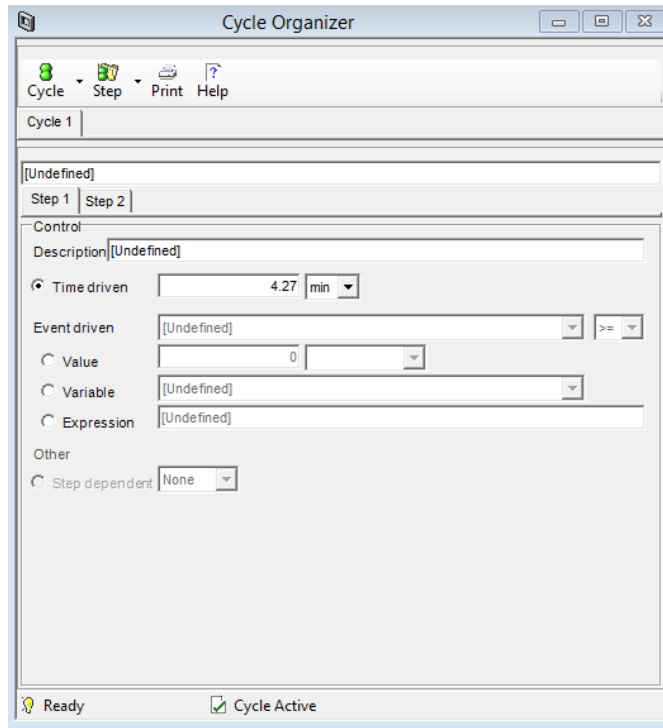 Cycle Organizer
Cycle Step Print Help
Cycle 1
[Undefined]
Step 1 Step 2
Control
Description [Undefined]
Time driven 4.27 min
Event driven [Undefined] >=
Value 0
Variable [Undefined]
Expression [Undefined]
Other
Step dependent None
Ready Cycle Active